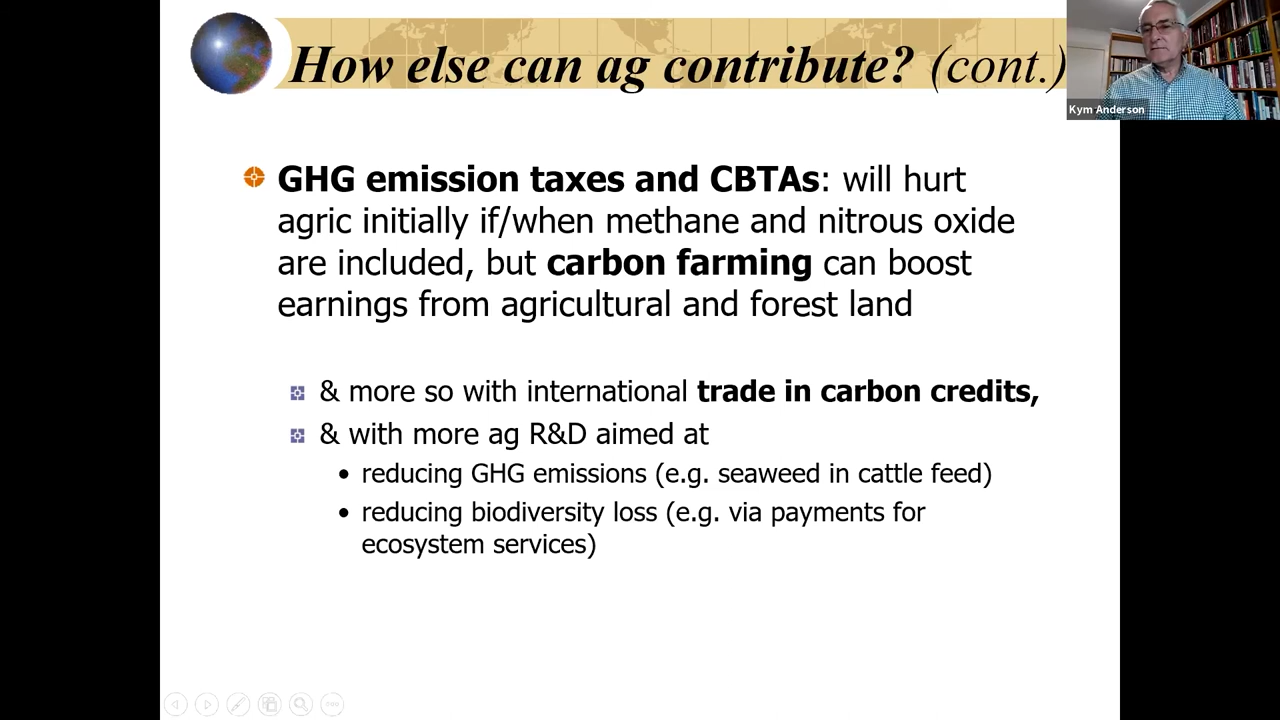 How else can ag contribute? (cont.)
Kym Anderson
GHG emission taxes and CBTAs: will hurt
agric initially if/when methane and nitrous oxide
are included, but carbon farming can boost
earnings from agricultural and forest land
& more so with international trade in carbon credits,
& with more ag R&D aimed at
• reducing GHG emissions (e.g. seaweed in cattle feed)
• reducing biodiversity loss (e.g. via payments for
ecosystem services)